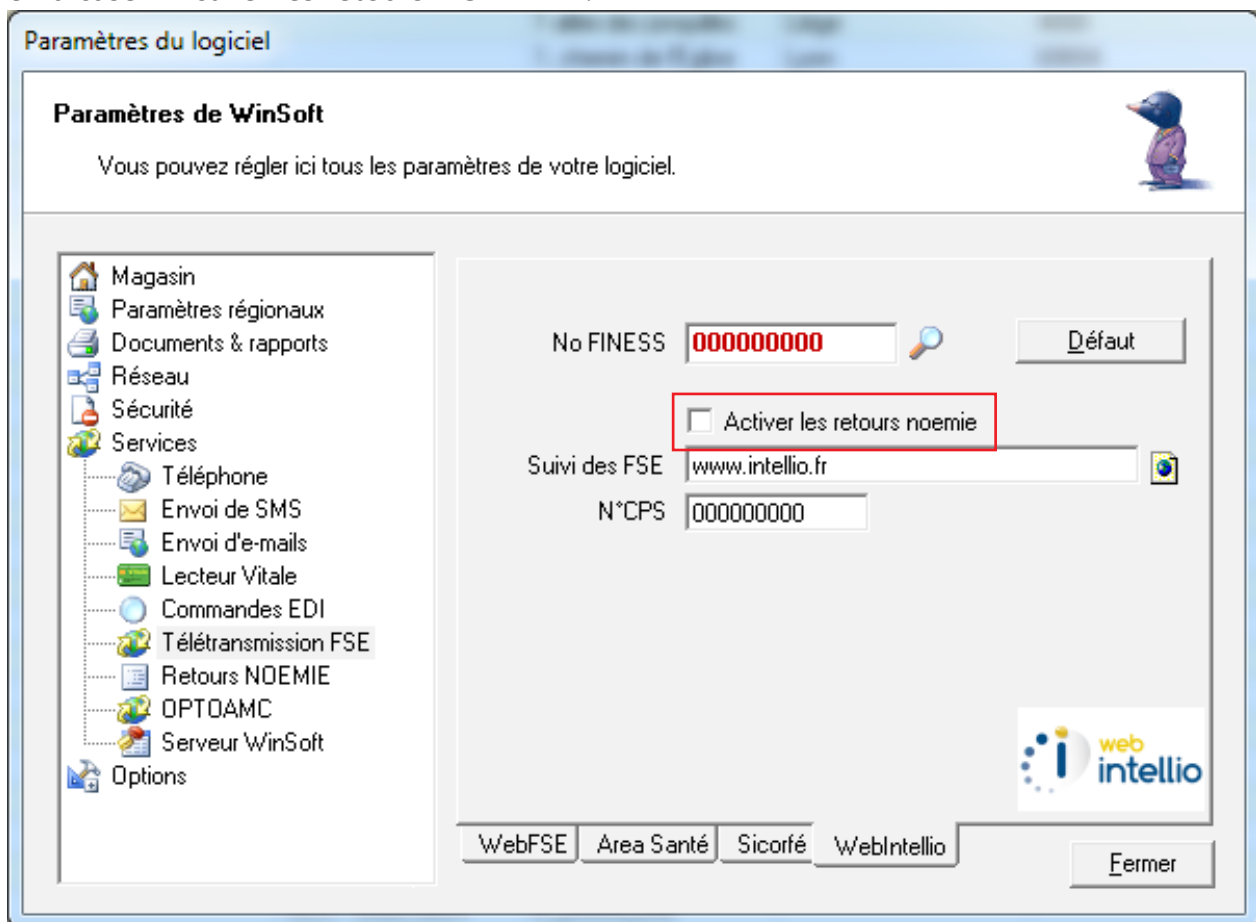 Paramètres du logiciel
Paramètres de WinSoft
Vous pouvez régler ici tous les paramètres de votre logiciel.
Magasin
Paramètres régionaux
Documents & rapports
Réseau
Sécurité
Services
Téléphone
Envoi de SMS
Envoi d'e-mails
Lecteur Vitale
Commandes EDI
Télétransmission FSE
Retours NOEMIE
OPTOAMC
Serveur WinSoft
Options
No FINESS 000000000 Défaut
Activer les retours noemie
Suivi des FSE www.intellio.fr
N°CPS 000000000
web
intellio
WebFSE Area Santé Sicorfé WebIntellio
Fermer